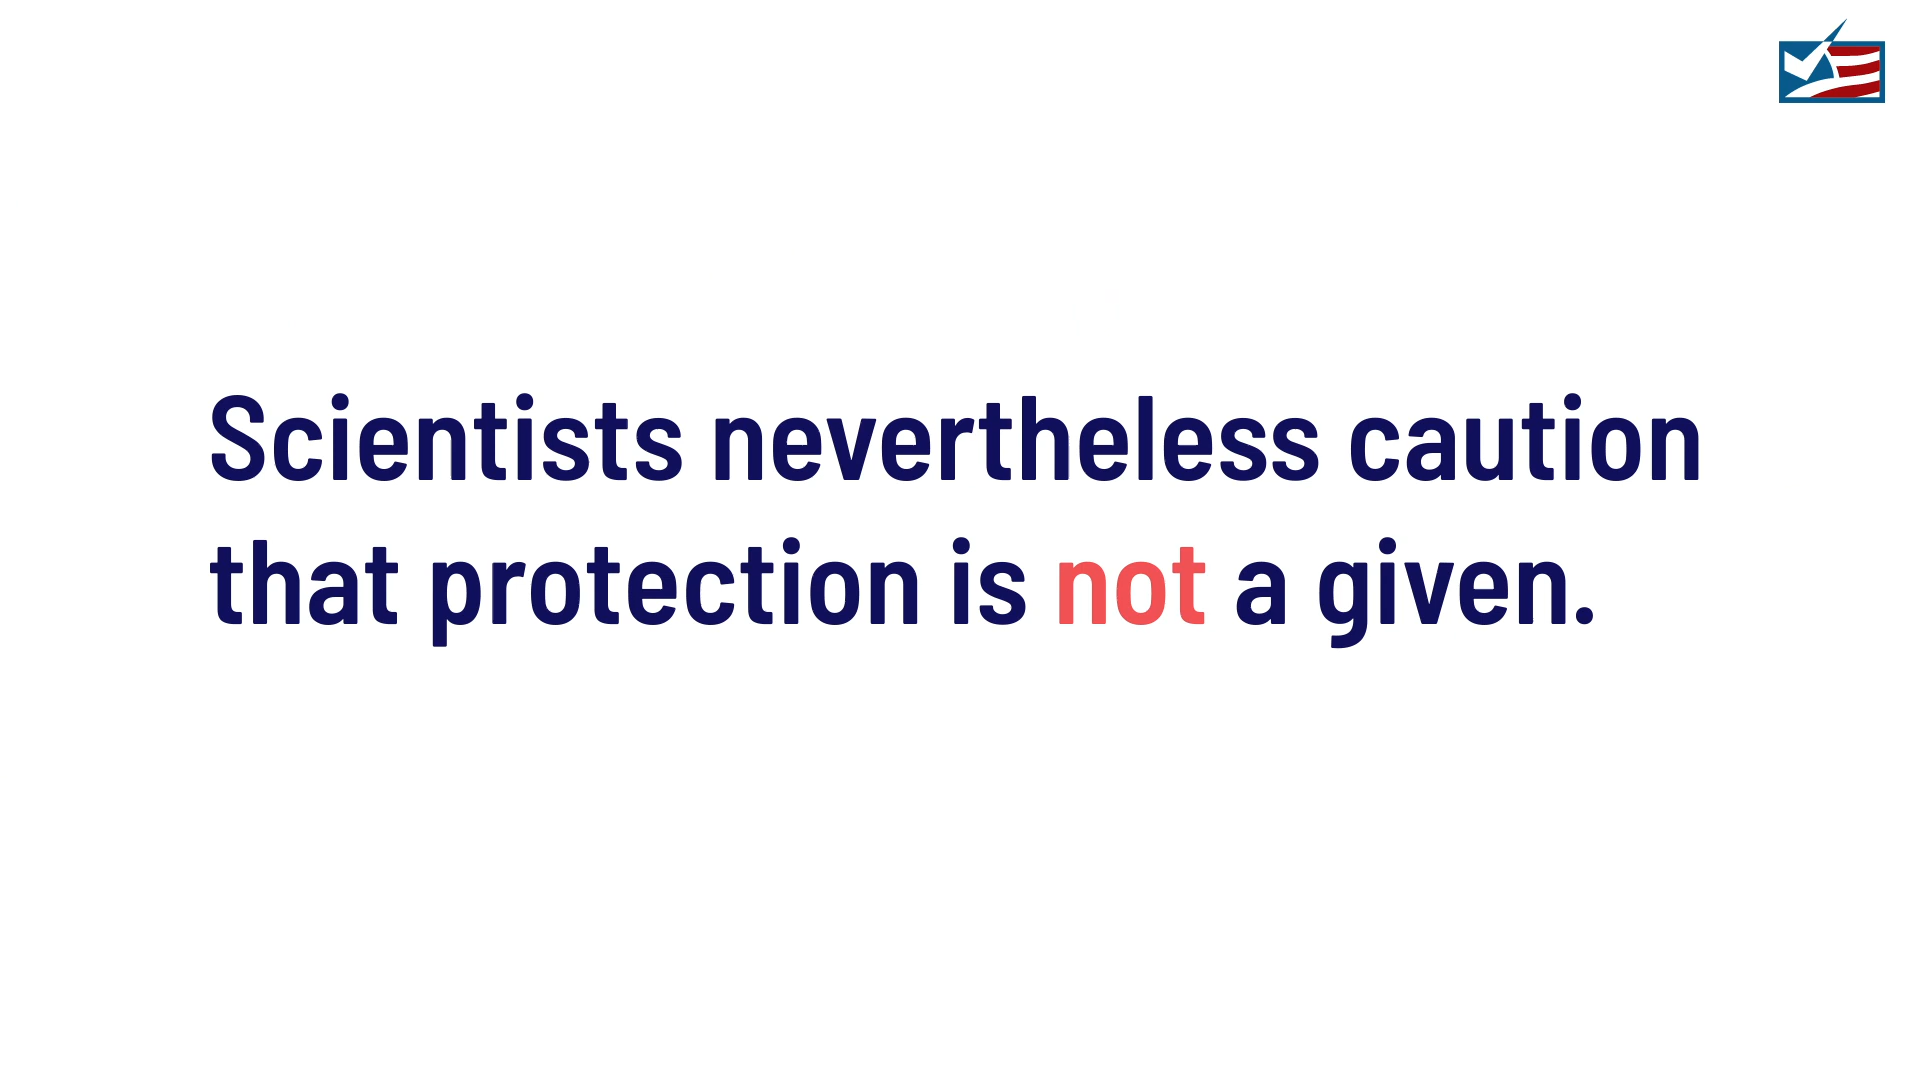 Scientists nevertheless caution
that protection is not a given.